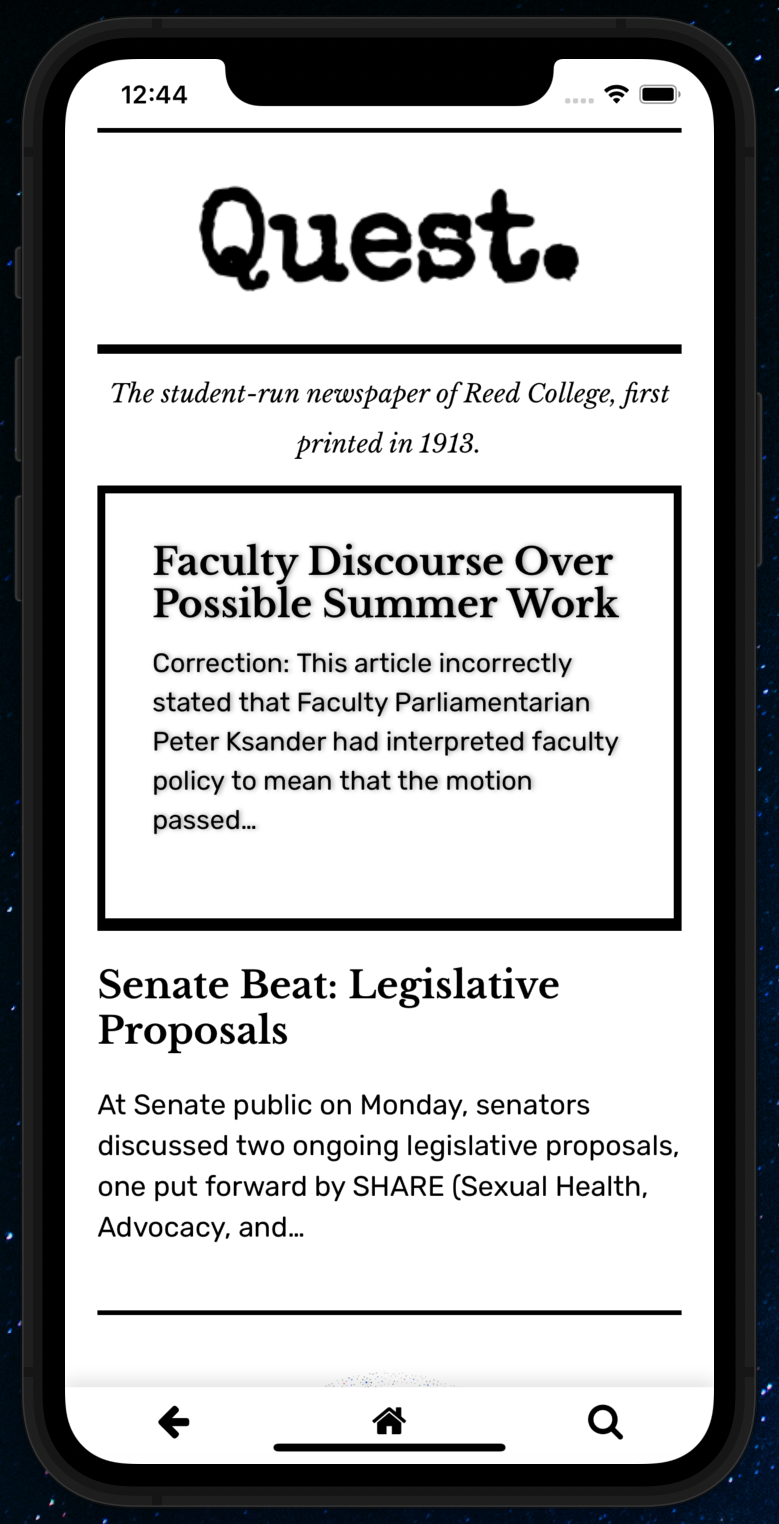 12:44
Quest.
The student-run newspaper of Reed College, first
printed in 1913.
Faculty Discourse Over
Possible Summer Work
Correction: This article incorrectly
stated that Faculty Parliamentarian
Peter Ksander had interpreted faculty
policy to mean that the motion
passed…
Senate Beat: Legislative
Proposals
At Senate public on Monday, senators
discussed two ongoing legislative proposals,
one put forward by SHARE (Sexual Health,
Advocacy, and…